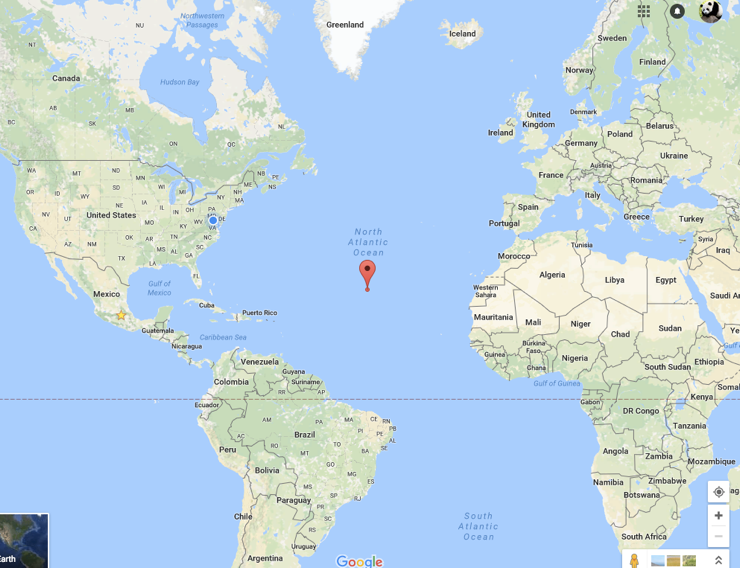 Greenland
Northwestern
Passages
Iceland
Sweden
Finland
Norway
NT
NU
Canada
Hudson Bay
AB
MB
BC
SK
ON
QC
NL
United
Kingdom
Denmark
Ireland
Belarus
Poland
Germany
Ukraine
Austria
France
Romania
Italy
Spain
Portugal
Greece
Turkey
NB
PE
NS
WA
MT
ND
MN
OR
ID
SD
WI
MI
WY
NY
NH
MA
IA
NE
PA
IL
IN
OH
NV
UT
CO
KS
MO
KY
WV
VA
DE
United States
CA
AZ
NM
OK
AR
TN
NC
MS
AL
SC
GA
TX
LA
FL
North
Atlantic
Ocean
Tunisia
Syria
Iraq
Morocco
Algeria
Libya
Egypt
Western
Sahara
Saudi Ar
Gulf of
Mexico
Mexico
Cuba
Puerto Rico
Mauritania
Mali
Niger
Chad
Sudan
Ye
Guatemala
Caribbean Sea
Nicaragua
Burkina
Faso
Guinea
Ghana
Nigeria
Ethiopia
South Sudan
Gulf
Venezuela
Guyana
Suriname
Colombia
RR
AP
Gulf of Guinea
Somal
Kenya
Gabon
DR Congo
Tanzania
Ecuador
AM
PA
MA
CE
RN
PB
PI
PE
AL
SE
AC
RO
TO
BA
Peru
Brazil
MT
GO
Bolivia
MG
ES
MS
SP
RJ
Paraguay
PR
SC
RS
Chile
Uruguay
Argentina
Angola
Zambia
Mozambique
Namibia
Zimbabwe
Botswana
ag
South Africa
South
Atlantic
Ocean
Earth
Google